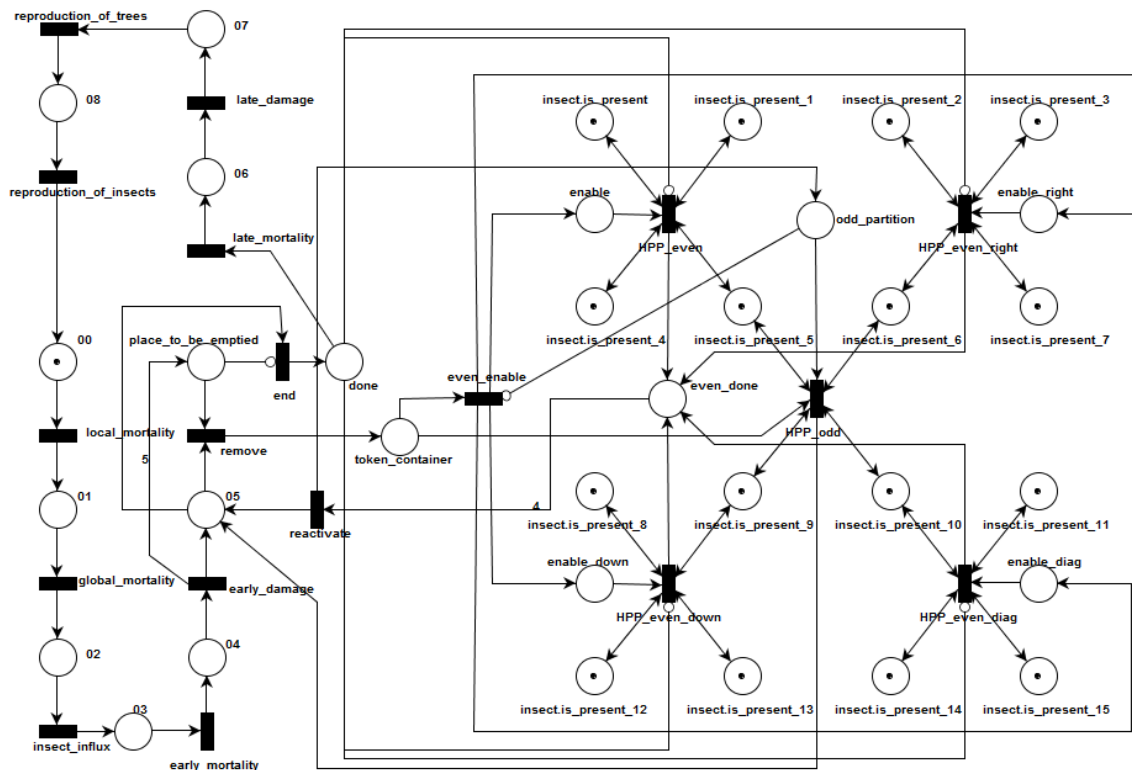 reproduction_of_trees
07
08
late_damage
insect.is_present
insect.is_present_1
insect.is_present_2
insect.is_present_3
06
reproduction_of_insects
enable
enable_right
odd_partition
late_mortality
HPP_even
HPP_even_right
00
place_to_be_emptied
insect.is_present_4
insect.is_present_5
insect.is_present_6
insect.is_present_7
end
done
even_enable
even_done
local_mortality
remove
token_container
HPP_odd
5
01
05
4
reactivate
insect.is_present_8
insect.is_present_9
insect.is_present_10
insect.is_present_11
enable_down
enable_diag
global_mortality
early_damage
HPP_even_down
HPP_even_diag
02
04
03
insect.is_present_12
insect.is_present_13
insect.is_present_14
insect.is_present_15
insect_influx
early_mortality